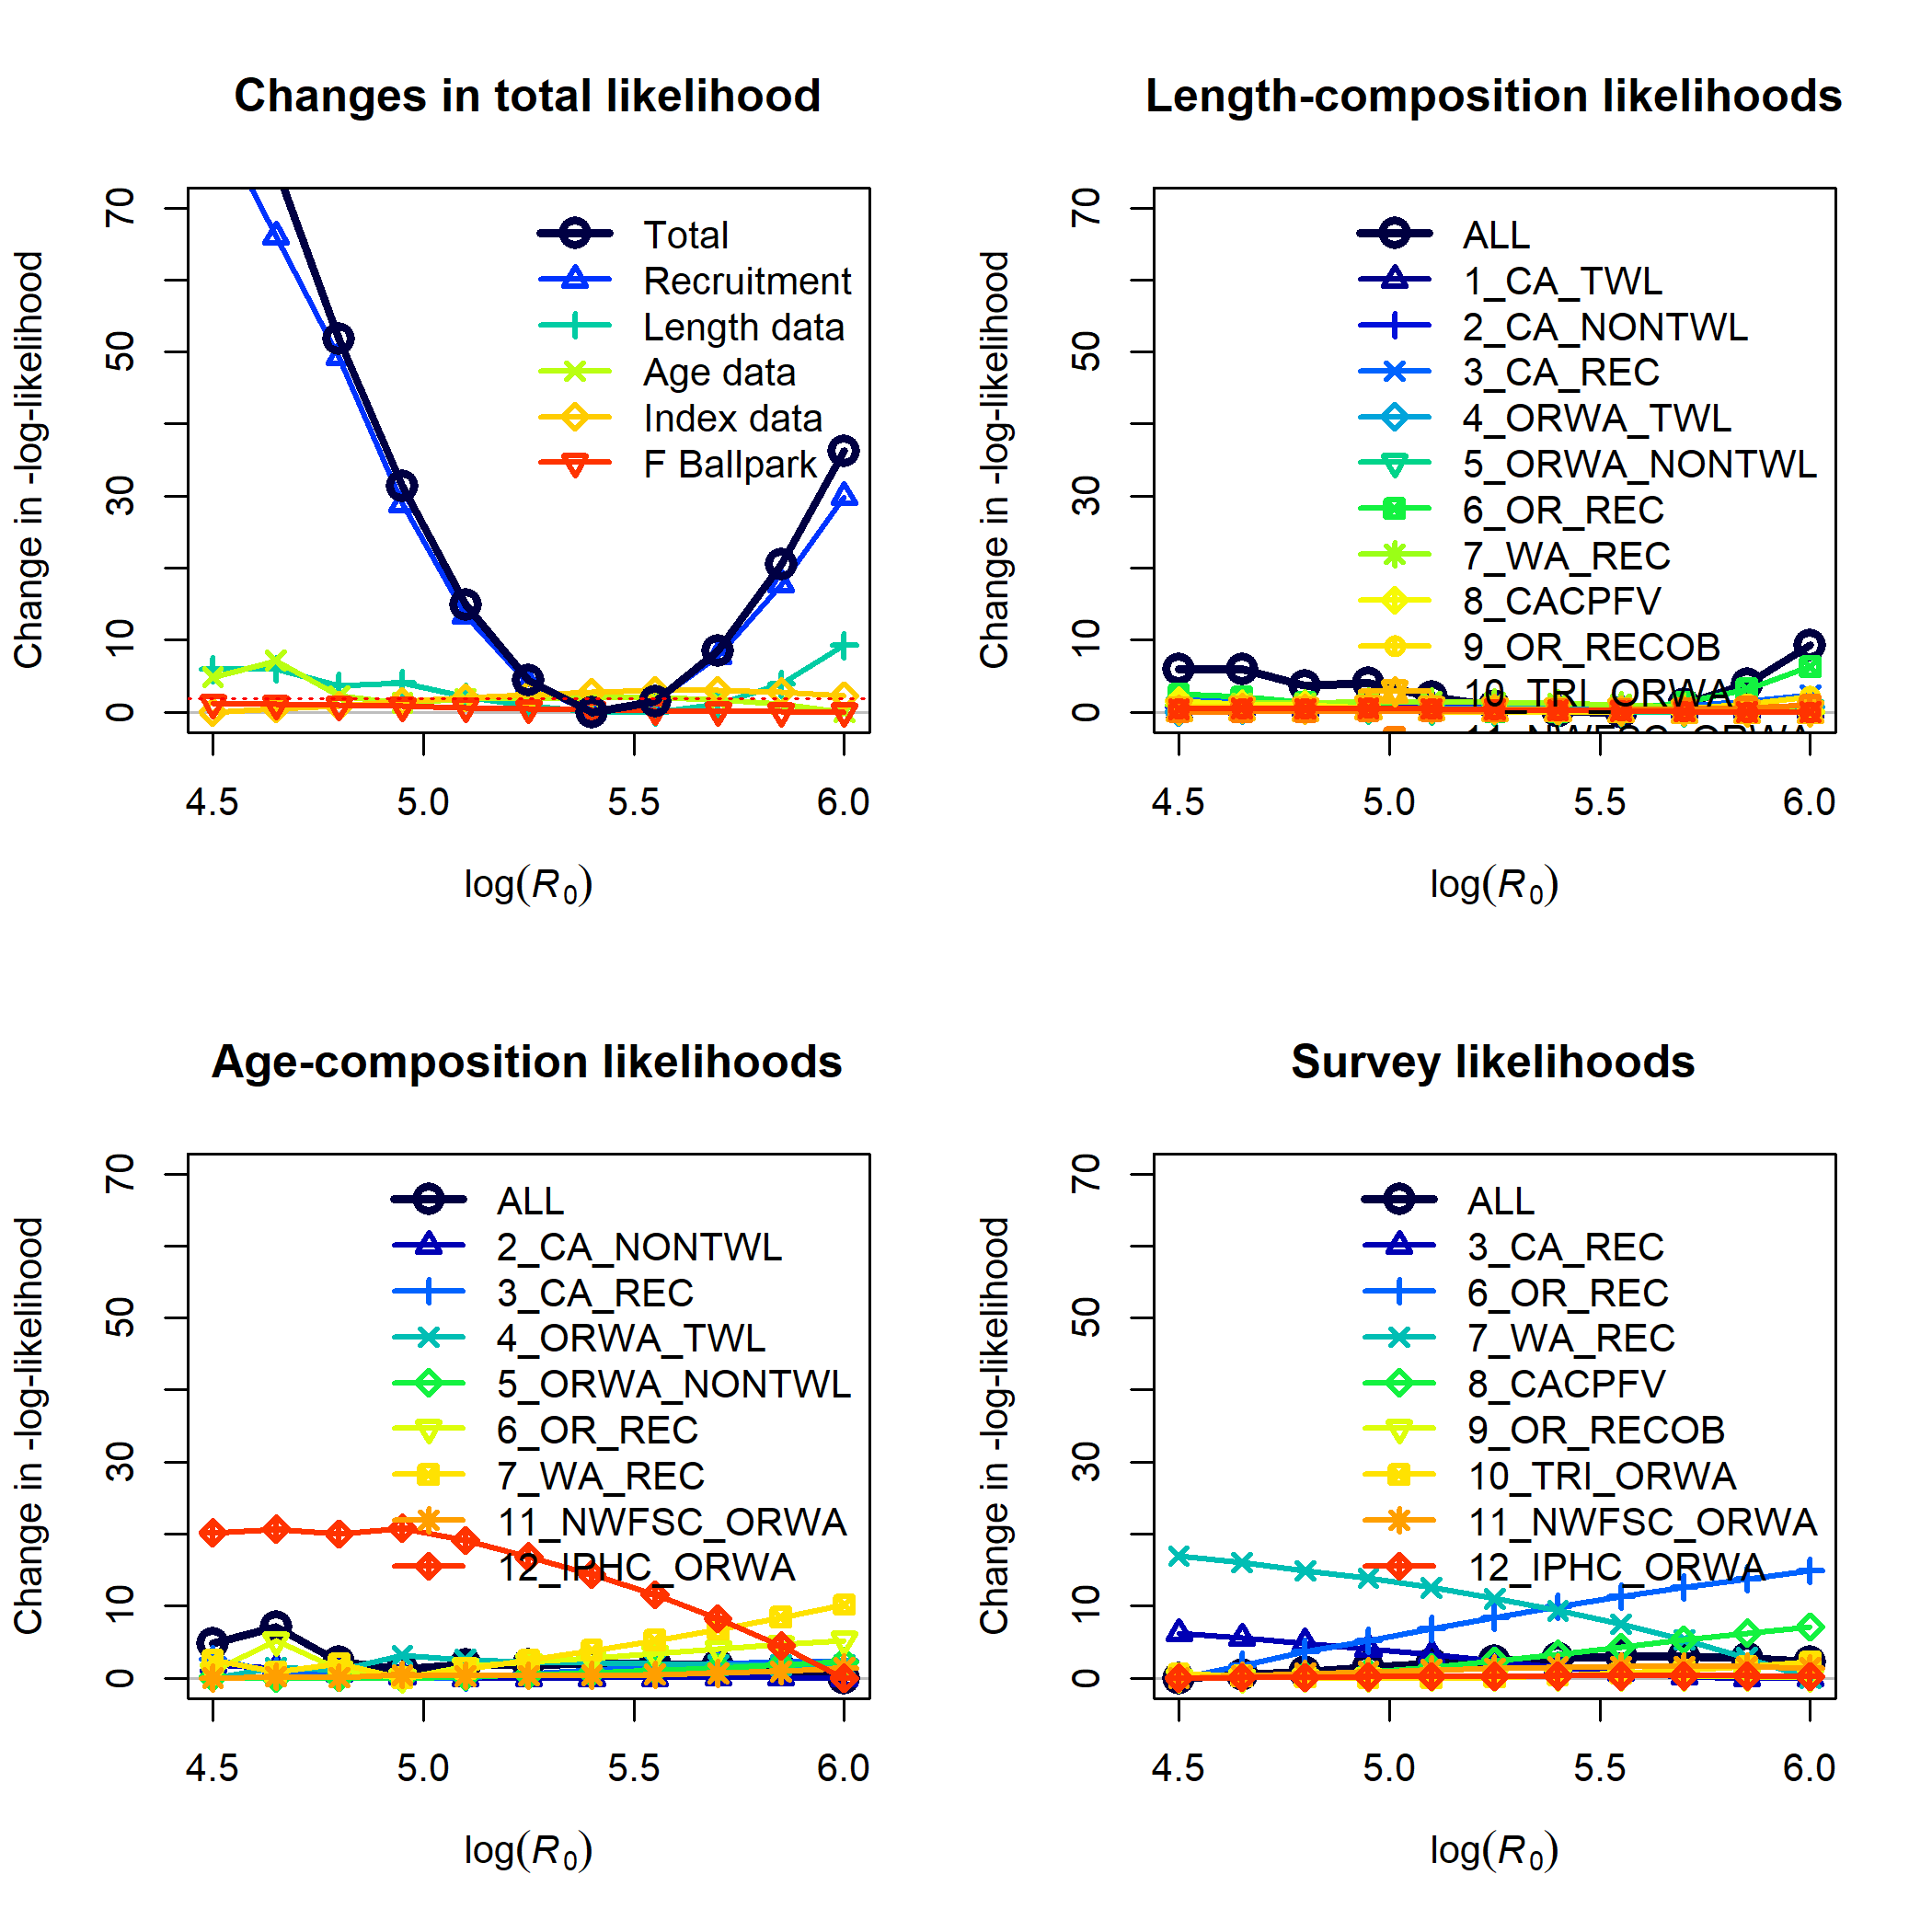 Changes in total likelihood
Change in -log-likelihood
70
50
30
10
0
Total
Recruitment
Length data
Age data
Index data
F Ballpark
4.5 5.0 5.5 6.0
log(R0)
Length-composition likelihoods
Change in -log-likelihood
70
50
30
10
0
ALL
1_CA_TWL
2_CA_NONTWL
3_CA_REC
4_ORWA_TWL
5_ORWA_NONTWL
6_OR_REC
7_WA_REC
8_CACPFV
9_OR_RECOB
10_TRI_ORWA
11_NWFSC_ORWA
4.5 5.0 5.5 6.0
log(R0)
Age-composition likelihoods
Change in -log-likelihood
70
50
30
10
0
ALL
2_CA_NONTWL
3_CA_REC
4_ORWA_TWL
5_ORWA_NONTWL
6_OR_REC
7_WA_REC
11_NWFSC_ORWA
12_IPHC_ORWA
4.5 5.0 5.5 6.0
log(R0)
Survey likelihoods
Change in -log-likelihood
70
50
30
10
0
ALL
3_CA_REC
6_OR_REC
7_WA_REC
8_CACPFV
9_OR_RECOB
10_TRI_ORWA
11_NWFSC_ORWA
12_IPHC_ORWA
4.5 5.0 5.5 6.0
log(R0)